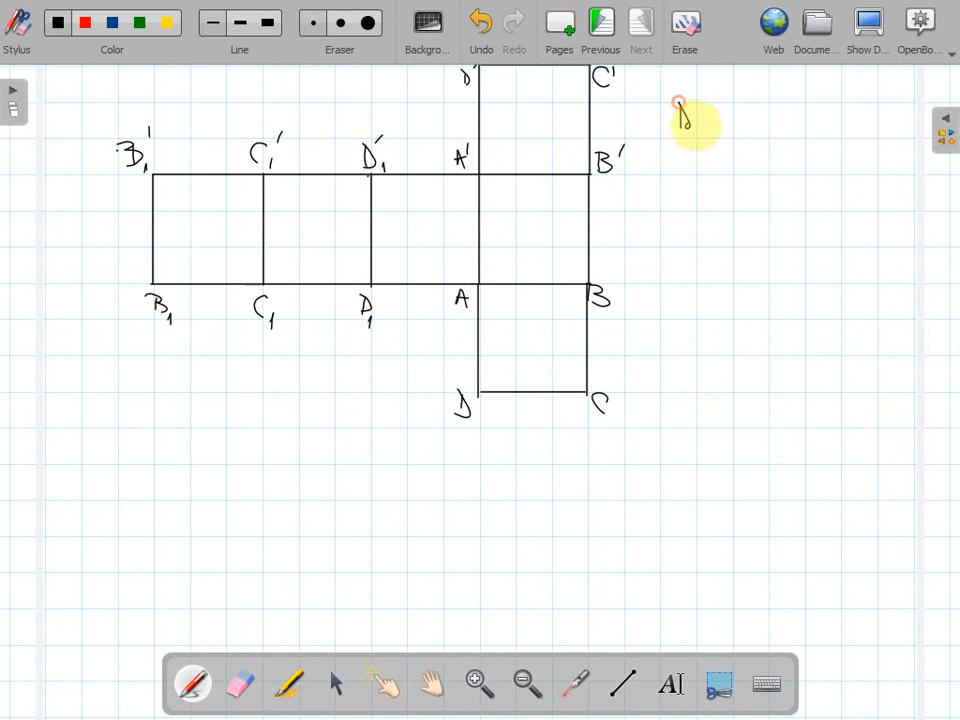 Stylus
Color
Line
Eraser
Backgro...
Undo
Redo
Pages
Previous
Next
Erase
Web
Docume...
Show D...
OpenBo...
D' C'
B₁' C₁' D₁' A' B'
B₁ C₁ D₁ A B
D C